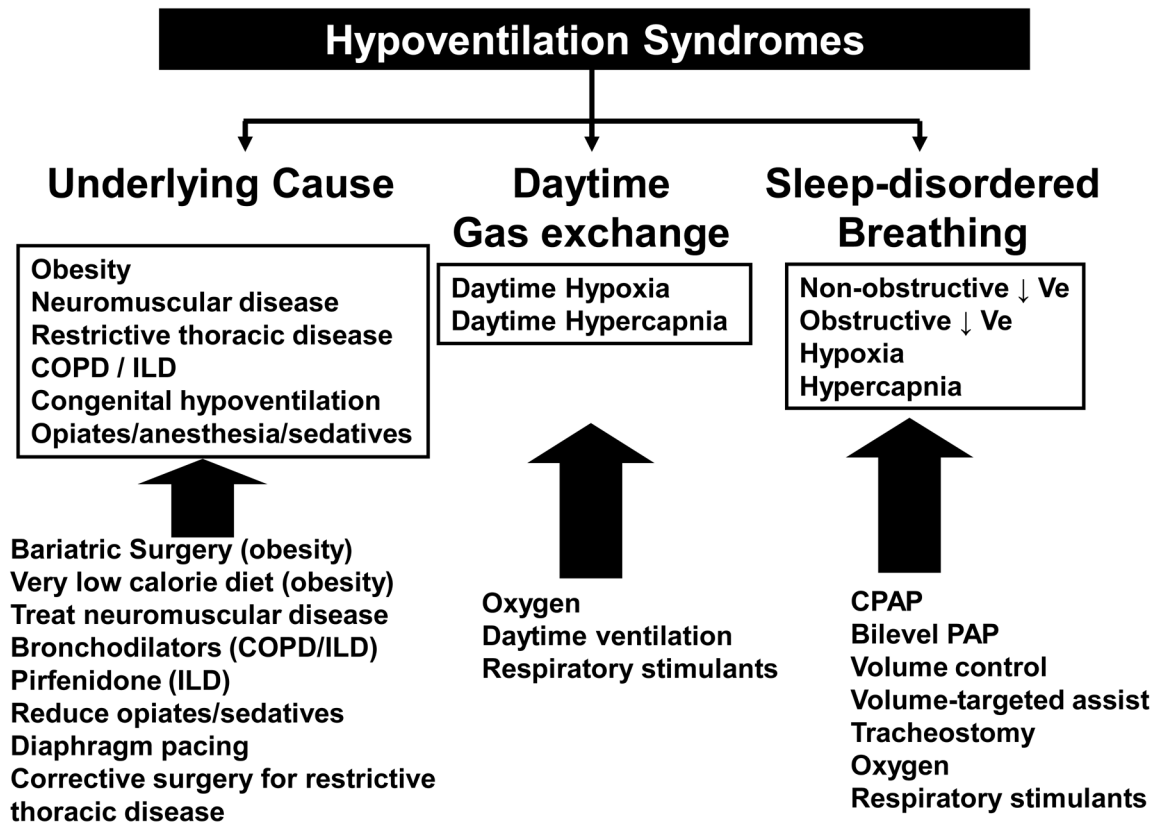 Hypoventilation Syndromes
Underlying Cause
Obesity
Neuromuscular disease
Restrictive thoracic disease
COPD / ILD
Congenital hypoventilation
Opiates/anesthesia/sedatives
Bariatric Surgery (obesity)
Very low calorie diet (obesity)
Treat neuromuscular disease
Bronchodilators (COPD/ILD)
Pirfenidone (ILD)
Reduce opiates/sedatives
Diaphragm pacing
Corrective surgery for restrictive
thoracic disease
Daytime
Gas exchange
Daytime Hypoxia
Daytime Hypercapnia
Oxygen
Daytime ventilation
Respiratory stimulants
Sleep-disordered
Breathing
Non-obstructive ↓ Ve
Obstructive ↓ Ve
Hypoxia
Hypercapnia
CPAP
Bilevel PAP
Volume control
Volume-targeted assist
Tracheostomy
Oxygen
Respiratory stimulants